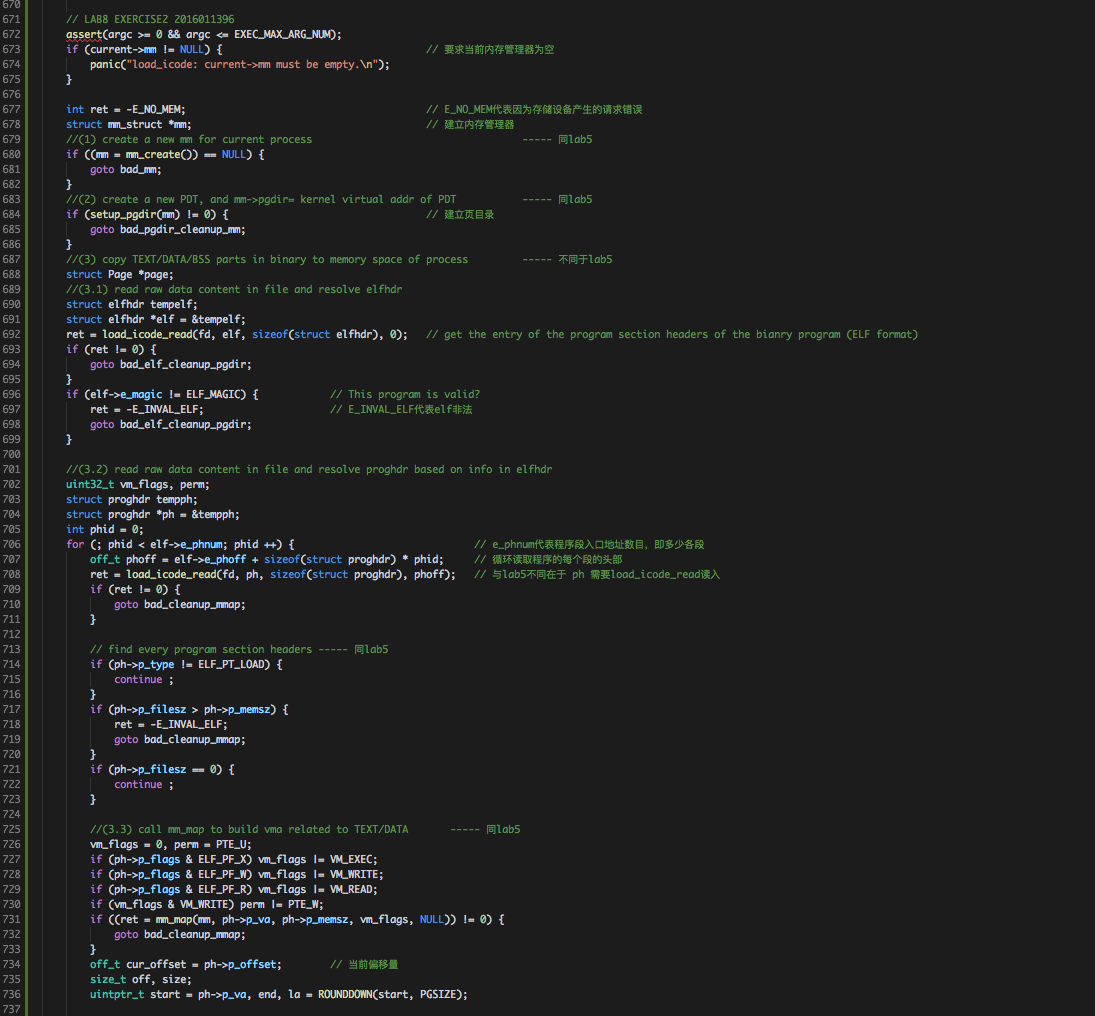 670
671 // LAB8 EXERCISE2 2016011396
672 assert(argc >= 0 && argc <= EXEC_MAX_ARG_NUM);
673 if (current->mm != NULL) { // 要求当前内存管理器为空
674 panic("load_icode: current->mm must be empty.\n");
675 }
676
677 int ret = -E_NO_MEM; // E_NO_MEM代表因为存储设备产生的请求错误
678 struct mm_struct *mm; // 建立内存管理器
679 //(1) create a new mm for current process ----- 同lab5
680 if ((mm = mm_create()) == NULL) {
681 goto bad_mm;
682 }
683 //(2) create a new PDT, and mm->pgdir= kernel virtual addr of PDT ----- 同lab5
684 if (setup_pgdir(mm) != 0) { // 建立页目录
685 goto bad_pgdir_cleanup_mm;
686 }
687 //(3) copy TEXT/DATA/BSS parts in binary to memory space of process ----- 不同于lab5
688 struct Page *page;
689 //(3.1) read raw data content in file and resolve elfhdr
690 struct elfhdr tempelf;
691 struct elfhdr *elf = &tempelf;
692 ret = load_icode_read(fd, elf, sizeof(struct elfhdr), 0); // get the entry of the program section headers of the bianry program (ELF format)
693 if (ret != 0) {
694 goto bad_elf_cleanup_pgdir;
695 }
696 if (elf->e_magic != ELF_MAGIC) { // This program is valid?
697 ret = -E_INVAL_ELF; // E_INVAL_ELF代表elf非法
698 goto bad_elf_cleanup_pgdir;
699 }
700
701 //(3.2) read raw data content in file and resolve proghdr based on info in elfhdr
702 uint32_t vm_flags, perm;
703 struct proghdr tempph;
704 struct proghdr *ph = &tempph;
705 int phid = 0;
706 for (; phid < elf->e_phnum; phid ++) { // e_phnum代表程序段入口地址数目，即多少各段
707 off_t phoff = elf->e_phoff + sizeof(struct proghdr) * phid; // 循环读取程序的每个段的头部
708 ret = load_icode_read(fd, ph, sizeof(struct proghdr), phoff); // 与lab5不同在于 ph 需要load_icode_read读入
709 if (ret != 0) {
710 goto bad_cleanup_mmap;
711 }
712
713 // find every program section headers ----- 同lab5
714 if (ph->p_type != ELF_PT_LOAD) {
715 continue ;
716 }
717 if (ph->p_filesz > ph->p_memsz) {
718 ret = -E_INVAL_ELF;
719 goto bad_cleanup_mmap;
720 }
721 if (ph->p_filesz == 0) {
722 continue ;
723 }
724
725 //(3.3) call mm_map to build vma related to TEXT/DATA ----- 同lab5
726 vm_flags = 0, perm = PTE_U;
727 if (ph->p_flags & ELF_PF_X) vm_flags |= VM_EXEC;
728 if (ph->p_flags & ELF_PF_W) vm_flags |= VM_WRITE;
729 if (ph->p_flags & ELF_PF_R) vm_flags |= VM_READ;
730 if (vm_flags & VM_WRITE) perm |= PTE_W;
731 if ((ret = mm_map(mm, ph->p_va, ph->p_memsz, vm_flags, NULL)) != 0) {
732 goto bad_cleanup_mmap;
733 }
734 off_t cur_offset = ph->p_offset; // 当前偏移量
735 size_t off, size;
736 uintptr_t start = ph->p_va, end, la = ROUNDDOWN(start, PGSIZE);
737